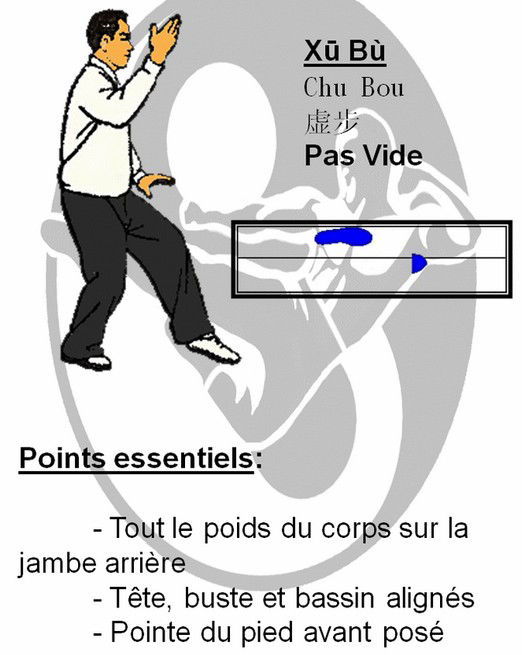 Xū Bù
Chu Bou
虚步
Pas Vide
Points essentiels:
- Tout le poids du corps sur la
jambe arrière
- Tête, buste et bassin alignés
- Pointe du pied avant posé